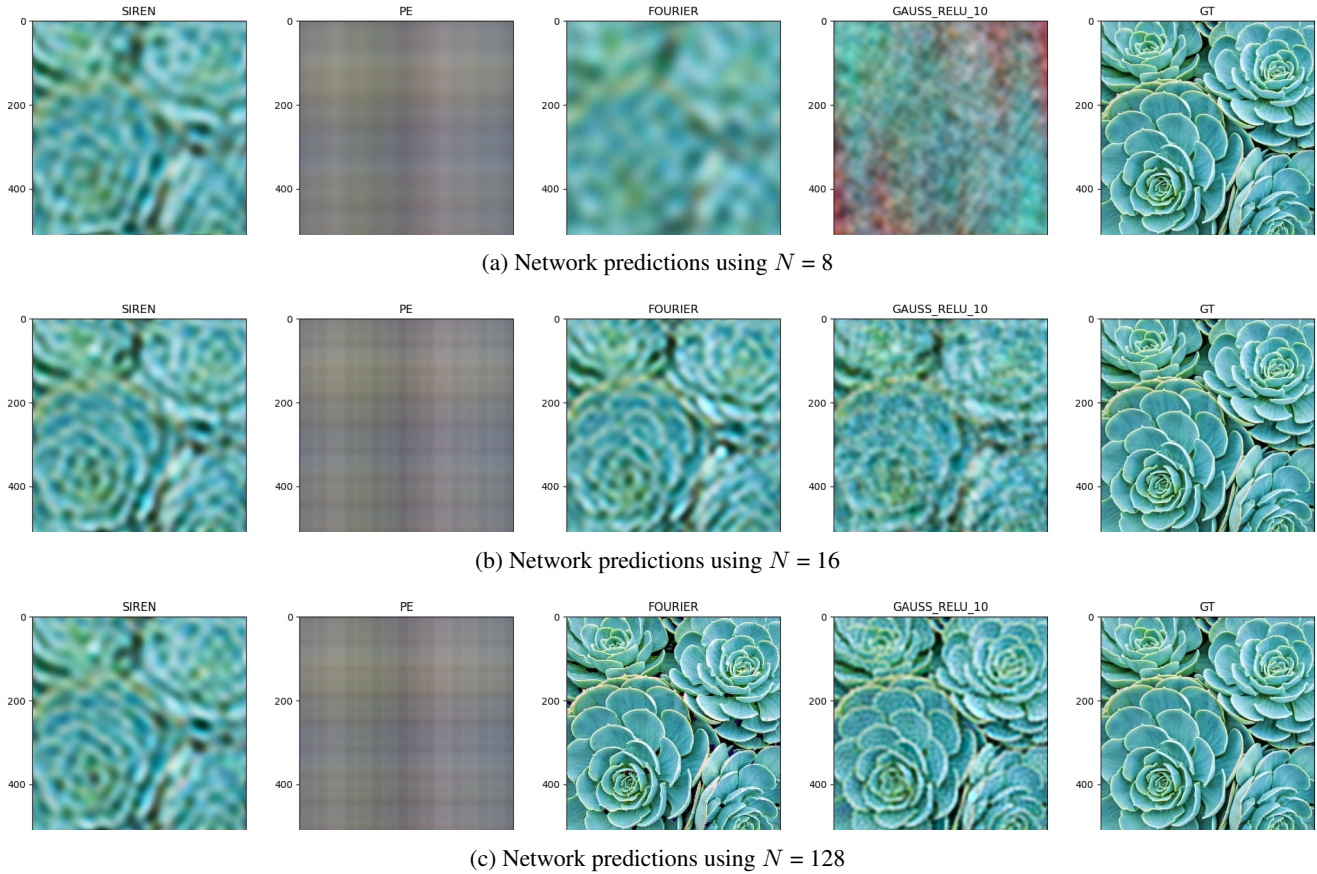 SIREN PE FOURIER GAUSS_RELU_10 GT
0 0 0 0 0
200 200 200 200 200
400 400 400 400 400
(a) Network predictions using N = 8
SIREN PE FOURIER GAUSS_RELU_10 GT
0 0 0 0 0
200 200 200 200 200
400 400 400 400 400
(b) Network predictions using N = 16
SIREN PE FOURIER GAUSS_RELU_10 GT
0 0 0 0 0
200 200 200 200 200
400 400 400 400 400
(c) Network predictions using N = 128